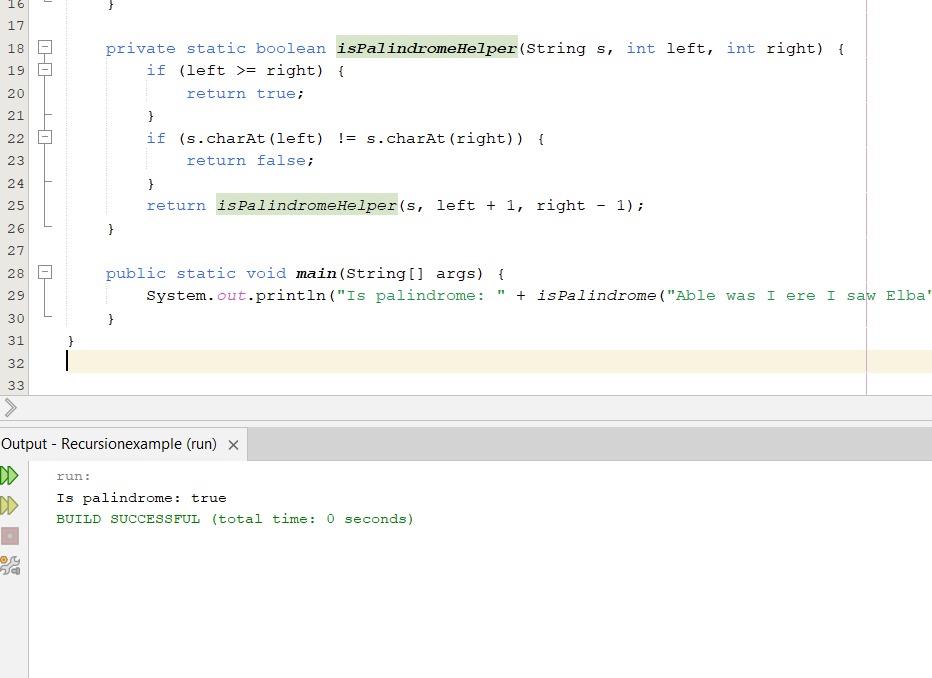 16 }
17
18 private static boolean isPalindromeHelper(String s, int left, int right) {
19 if (left >= right) {
20 return true;
21 }
22 if (s.charAt(left) != s.charAt(right)) {
23 return false;
24 }
25 return isPalindromeHelper(s, left + 1, right - 1);
26 }
27
28 public static void main(String[] args) {
29 System.out.println("Is palindrome: " + isPalindrome("Able was I ere I saw Elba"
30 }
31 }
32
33
Output - Recursionexample (run)
run:
Is palindrome: true
BUILD SUCCESSFUL (total time: 0 seconds)